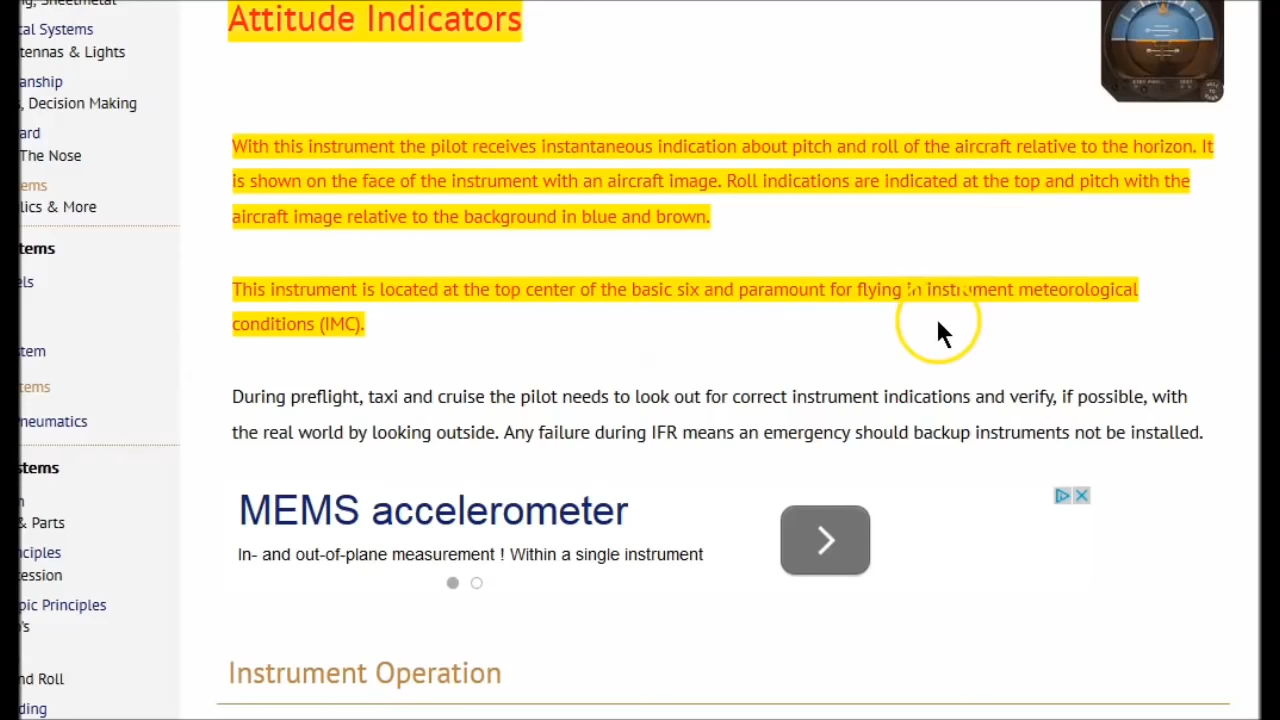 Attitude Indicators
tal Systems
tennas & Lights
anship
, Decision Making
ard
The Nose
ems
lics & More
tems
els
tem
tems
neumatics
stems
n
& Parts
nciples
ession
pic Principles
's
nd Roll
ding
With this instrument the pilot receives instantaneous indication about pitch and roll of the aircraft relative to the horizon. It
is shown on the face of the instrument with an aircraft image. Roll indications are indicated at the top and pitch with the
aircraft image relative to the background in blue and brown.
This instrument is located at the top center of the basic six and paramount for flying in instrument meteorological
conditions (IMC).
During preflight, taxi and cruise the pilot needs to look out for correct instrument indications and verify, if possible, with
the real world by looking outside. Any failure during IFR means an emergency should backup instruments not be installed.
MEMS accelerometer
In- and out-of-plane measurement ! Within a single instrument
Instrument Operation